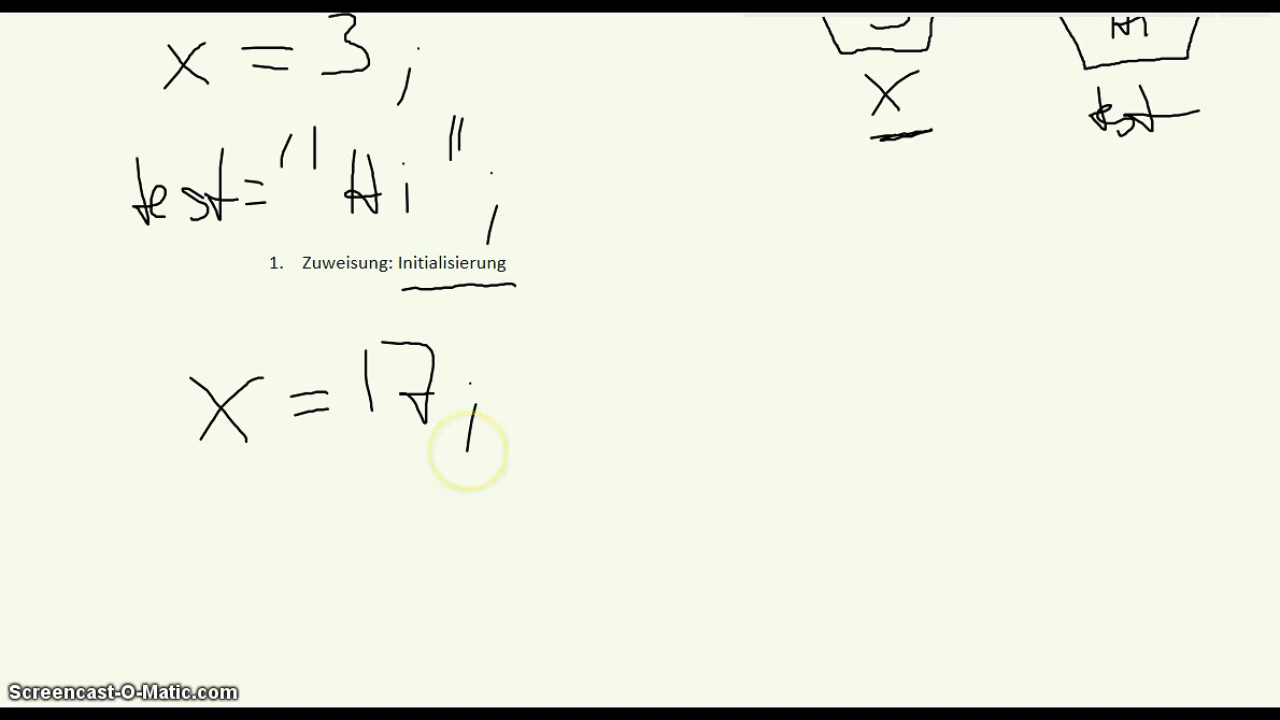 x = 3;
x
test
test="Hi";
1. Zuweisung: Initialisierung
x = 17;
Screencast-O-Matic.com